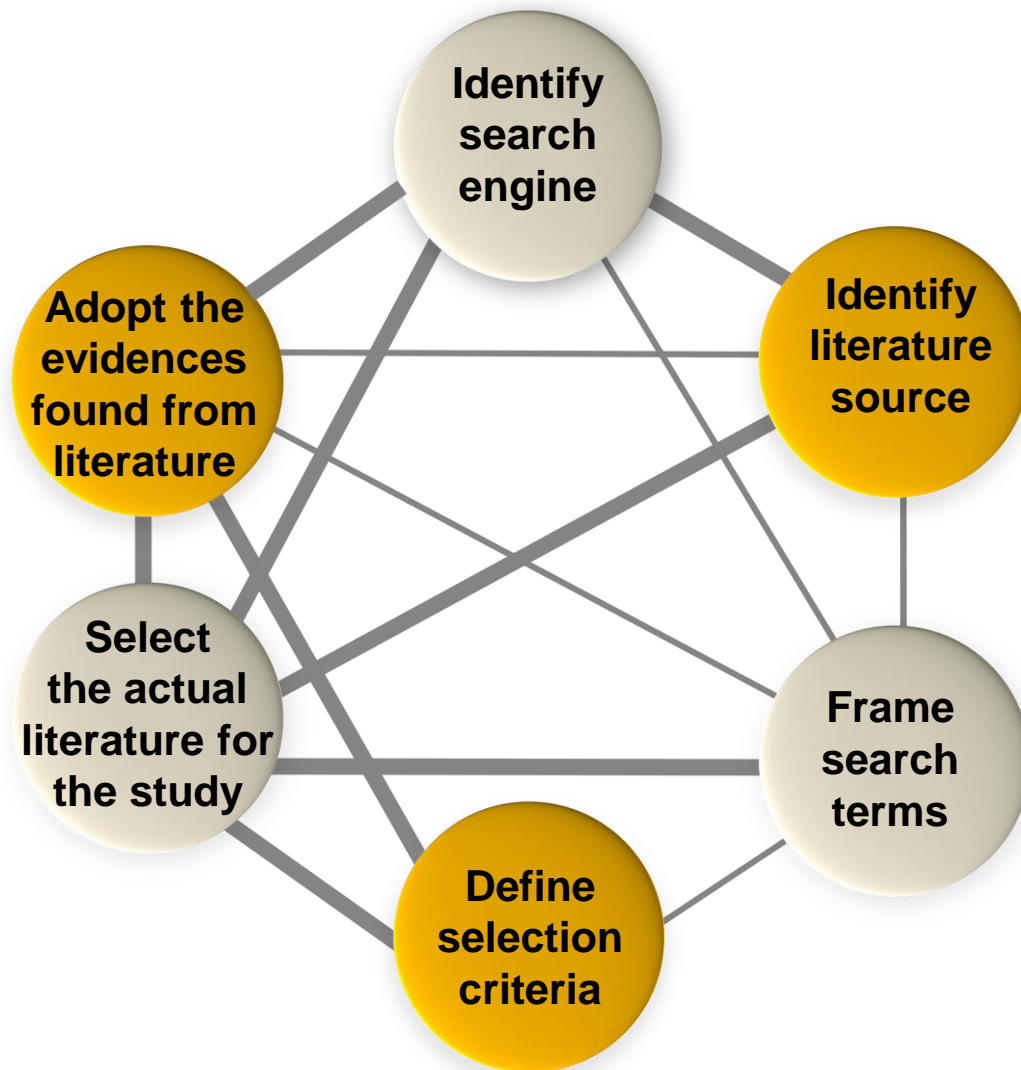 Identify
search
engine
Identify
literature
source
Frame
search
terms
Define
selection
criteria
Select
the actual
literature for
the study
Adopt the
evidences
found from
literature